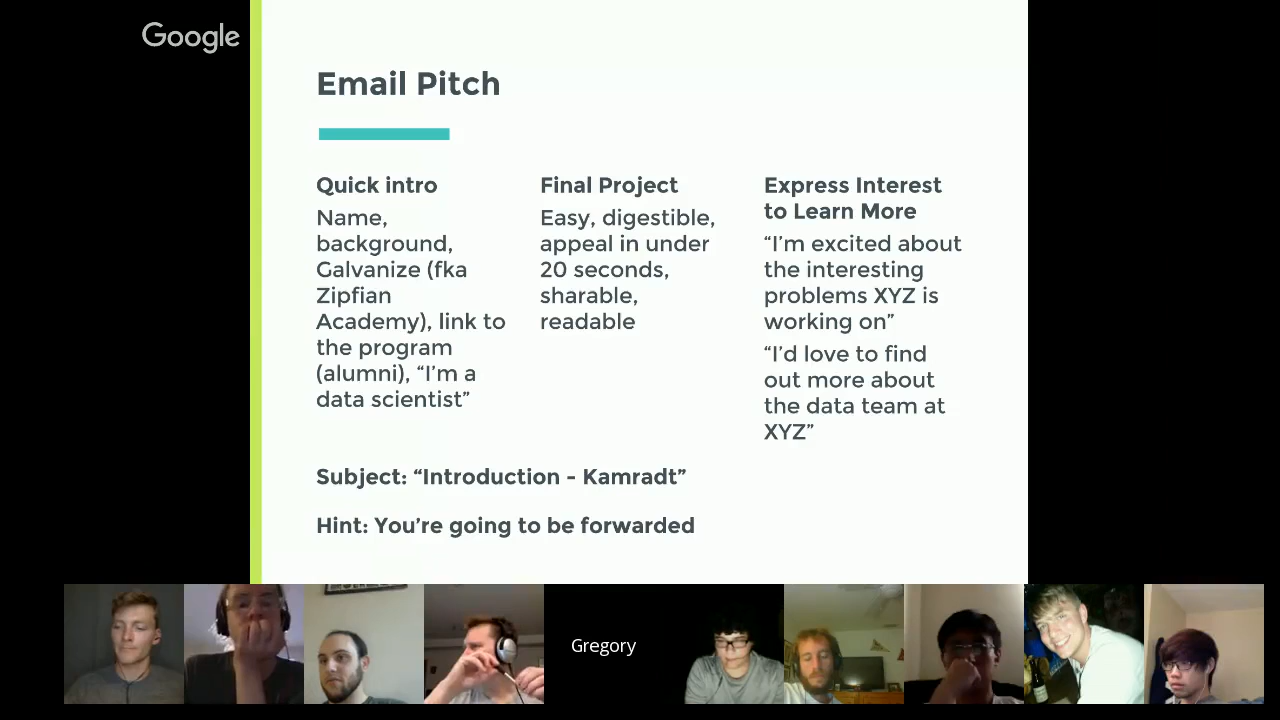 Google
Email Pitch
Quick intro
Name,
background,
Galvanize (fka
Zipfian
Academy), link to
the program
(alumni), “I’m a
data scientist”
Final Project
Easy, digestible,
appeal in under
20 seconds,
sharable,
readable
Express Interest
to Learn More
“I’m excited about
the interesting
problems XYZ is
working on”
“I’d love to find
out more about
the data team at
XYZ”
Subject: “Introduction - Kamradt”
Hint: You’re going to be forwarded
Gregory